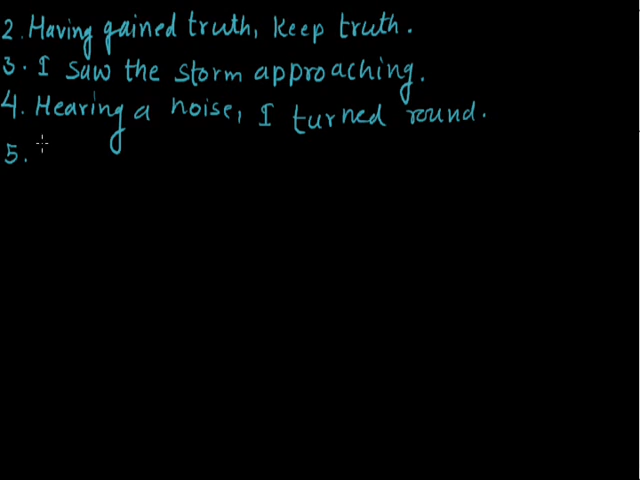 2. Having gained truth, keep truth.
3. I saw the storm approaching.
4. Hearing a noise, I turned round.
5.